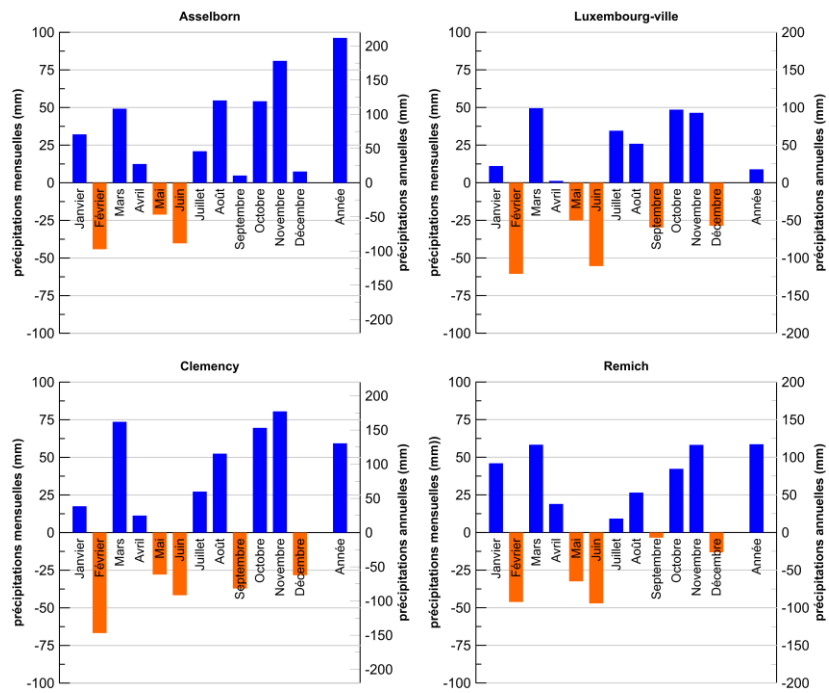 Asselborn
précipitations mensuelles (mm)
100
75
50
25
0
-25
-50
-75
-100
Janvier
Février
Mars
Avril
Mai
Juin
Juillet
Août
Septembre
Octobre
Novembre
Décembre
Année
200
150
100
50
0
-50
-100
-150
-200
précipitations annuelles (mm)
Luxembourg-ville
précipitations mensuelles (mm)
100
75
50
25
0
-25
-50
-75
-100
Janvier
Février
Mars
Avril
Mai
Juin
Juillet
Août
Septembre
Octobre
Novembre
Décembre
Année
200
150
100
50
0
-50
-100
-150
-200
précipitations annuelles (mm)
Clemency
précipitations mensuelles (mm)
100
75
50
25
0
-25
-50
-75
-100
Janvier
Février
Mars
Avril
Mai
Juin
Juillet
Août
Septembre
Octobre
Novembre
Décembre
Année
200
150
100
50
0
-50
-100
-150
-200
précipitations annuelles (mm)
Remich
précipitations mensuelles (mm))
100
75
50
25
0
-25
-50
-75
-100
Janvier
Février
Mars
Avril
Mai
Juin
Juillet
Août
Septembre
Octobre
Novembre
Décembre
Année
200
150
100
50
0
-50
-100
-150
-200
précipitations annuelles (mm)